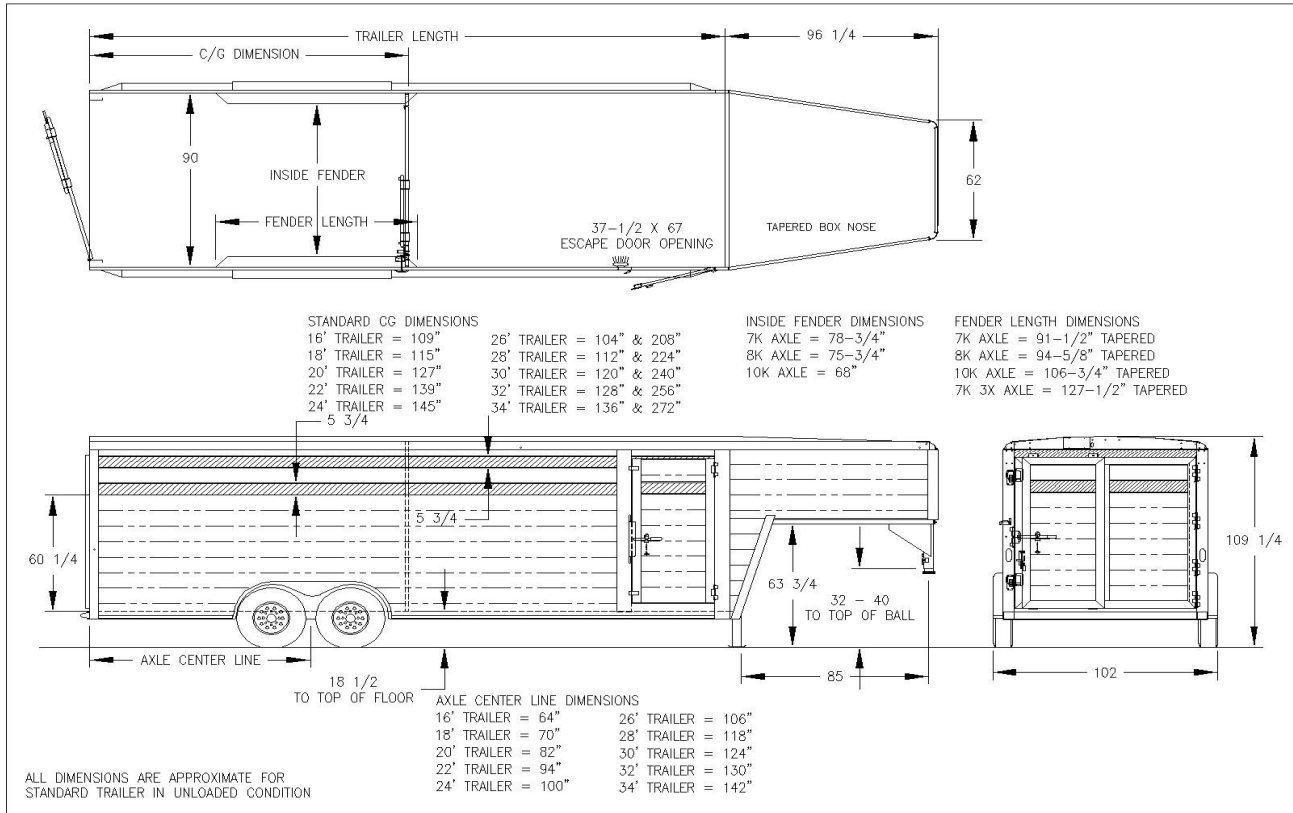 TRAILER LENGTH
96 1/4
C/G DIMENSION
90
INSIDE FENDER
62
FENDER LENGTH
37-1/2 X 67
ESCAPE DOOR OPENING
TAPERED BOX NOSE
STANDARD CG DIMENSIONS
16' TRAILER = 109"
18' TRAILER = 115"
20' TRAILER = 127"
22' TRAILER = 139"
24' TRAILER = 145"
26' TRAILER = 104" & 208"
28' TRAILER = 112" & 224"
30' TRAILER = 120" & 240"
32' TRAILER = 128" & 256"
34' TRAILER = 136" & 272"
INSIDE FENDER DIMENSIONS
7K AXLE = 78-3/4"
8K AXLE = 75-3/4"
10K AXLE = 68"
FENDER LENGTH DIMENSIONS
7K AXLE = 91-1/2" TAPERED
8K AXLE = 94-5/8" TAPERED
10K AXLE = 106-3/4" TAPERED
7K 3X AXLE = 127-1/2" TAPERED
5 3/4
5 3/4
60 1/4
63 3/4
109 1/4
32 - 40
TO TOP OF BALL
AXLE CENTER LINE
18 1/2
TO TOP OF FLOOR
85
102
AXLE CENTER LINE DIMENSIONS
16' TRAILER = 64"
18' TRAILER = 70"
20' TRAILER = 82"
22' TRAILER = 94"
24' TRAILER = 100"
26' TRAILER = 106"
28' TRAILER = 118"
30' TRAILER = 124"
32' TRAILER = 130"
34' TRAILER = 142"
ALL DIMENSIONS ARE APPROXIMATE FOR
STANDARD TRAILER IN UNLOADED CONDITION